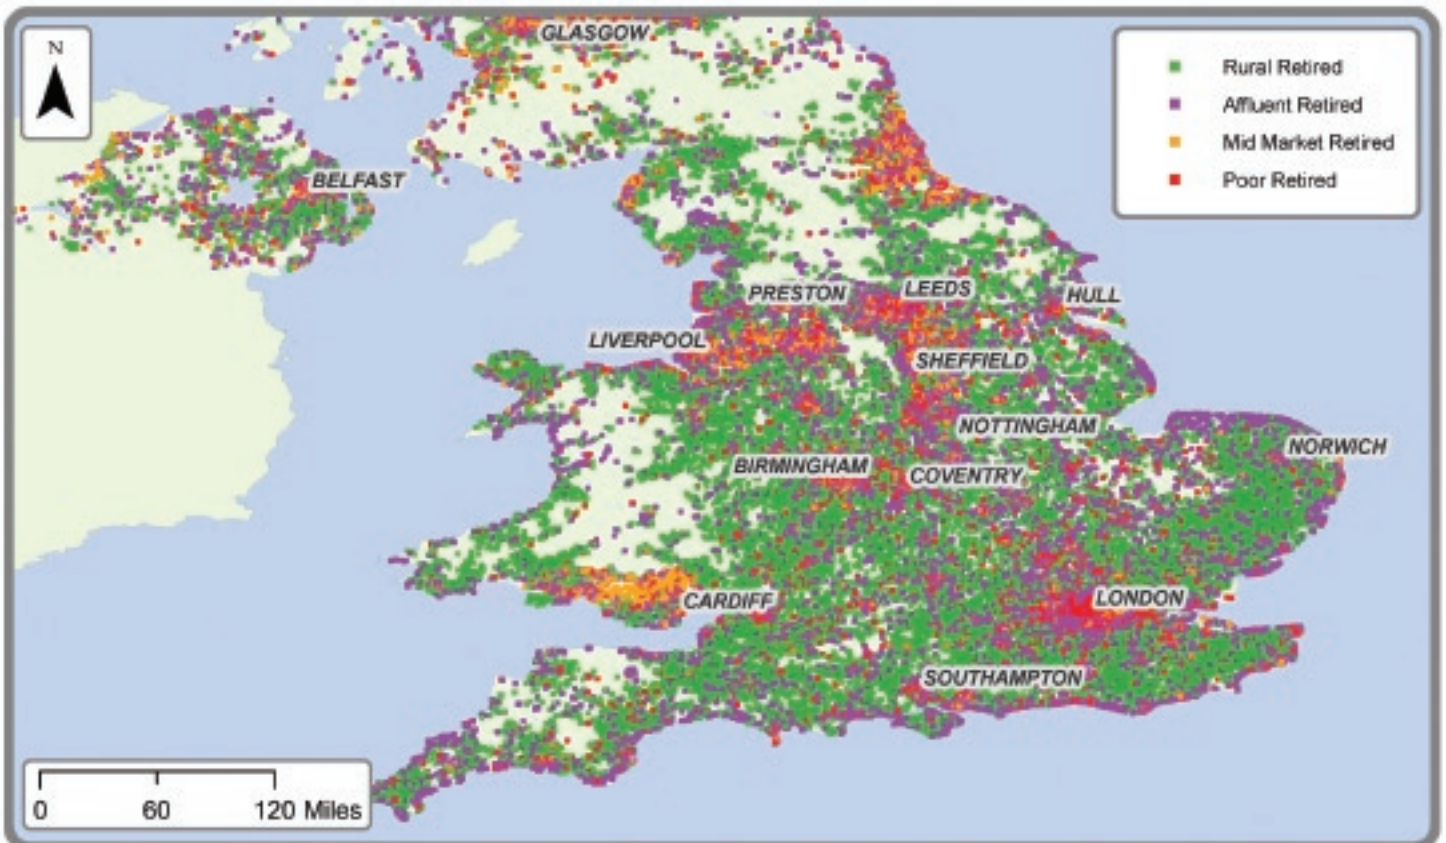 N
GLASGOW
Rural Retired
Affluent Retired
Mid Market Retired
Poor Retired
BELFAST
PRESTON
LEEDS
HULL
LIVERPOOL
SHEFFIELD
NOTTINGHAM
NORWICH
BIRMINGHAM
COVENTRY
CARDIFF
LONDON
SOUTHAMPTON
0 60 120 Miles